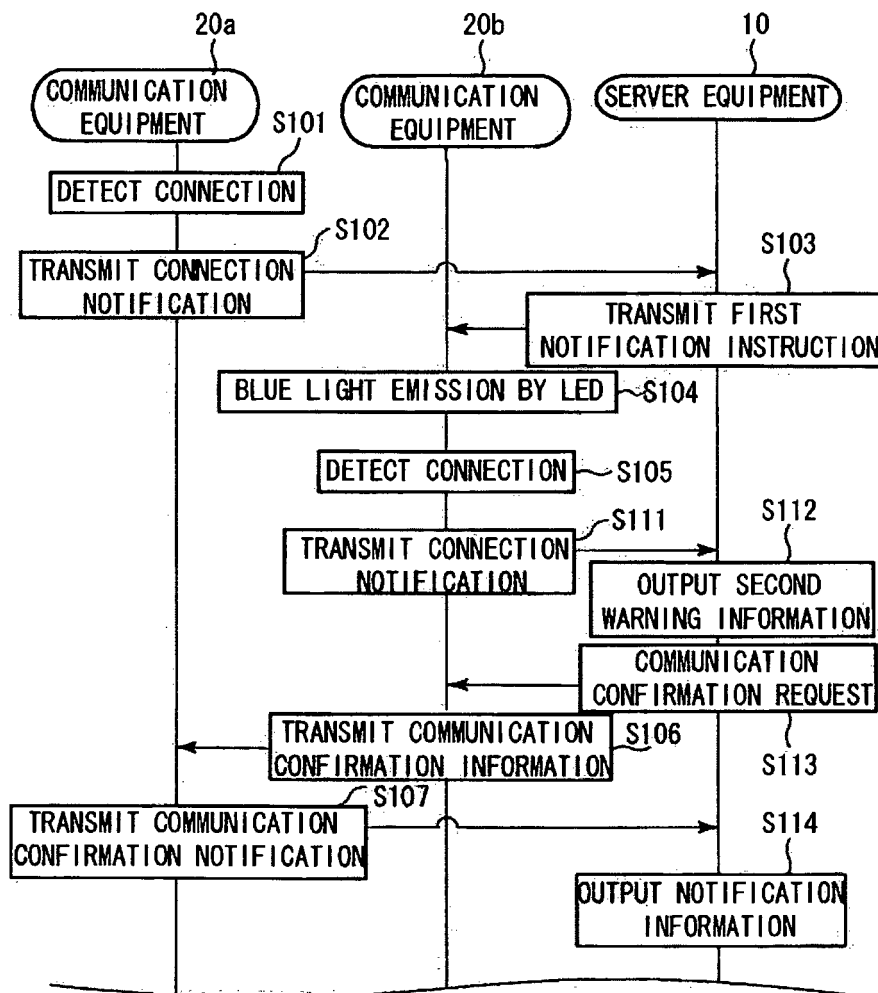 20a
20b
10
COMMUNICATION
EQUIPMENT
COMMUNICATION
EQUIPMENT
SERVER EQUIPMENT
S101
DETECT CONNECTION
S102
TRANSMIT CONNECTION
NOTIFICATION
S103
TRANSMIT FIRST
NOTIFICATION INSTRUCTION
BLUE LIGHT EMISSION BY LED
S104
DETECT CONNECTION
S105
S111
TRANSMIT CONNECTION
NOTIFICATION
S112
OUTPUT SECOND
WARNING INFORMATION
COMMUNICATION
CONFIRMATION REQUEST
S113
TRANSMIT COMMUNICATION
CONFIRMATION INFORMATION
S106
S107
TRANSMIT COMMUNICATION
CONFIRMATION NOTIFICATION
S114
OUTPUT NOTIFICATION
INFORMATION